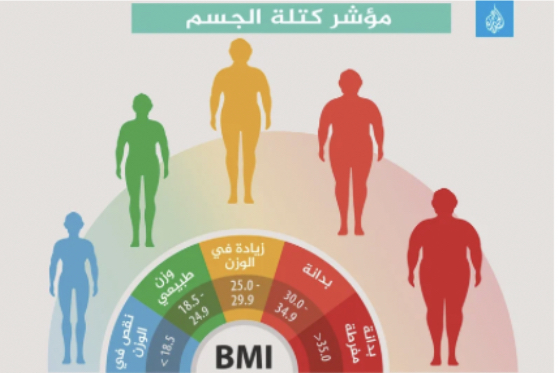 مؤشر كتلة الجسم
نقص في
الوزن
< 18.5
وزن
طبيعي
18.5 -
24.9
زيادة في
الوزن
25.0 -
29.9
بدانة
30.0 -
34.9
بدانة
مفرطة
>35.0
BMI